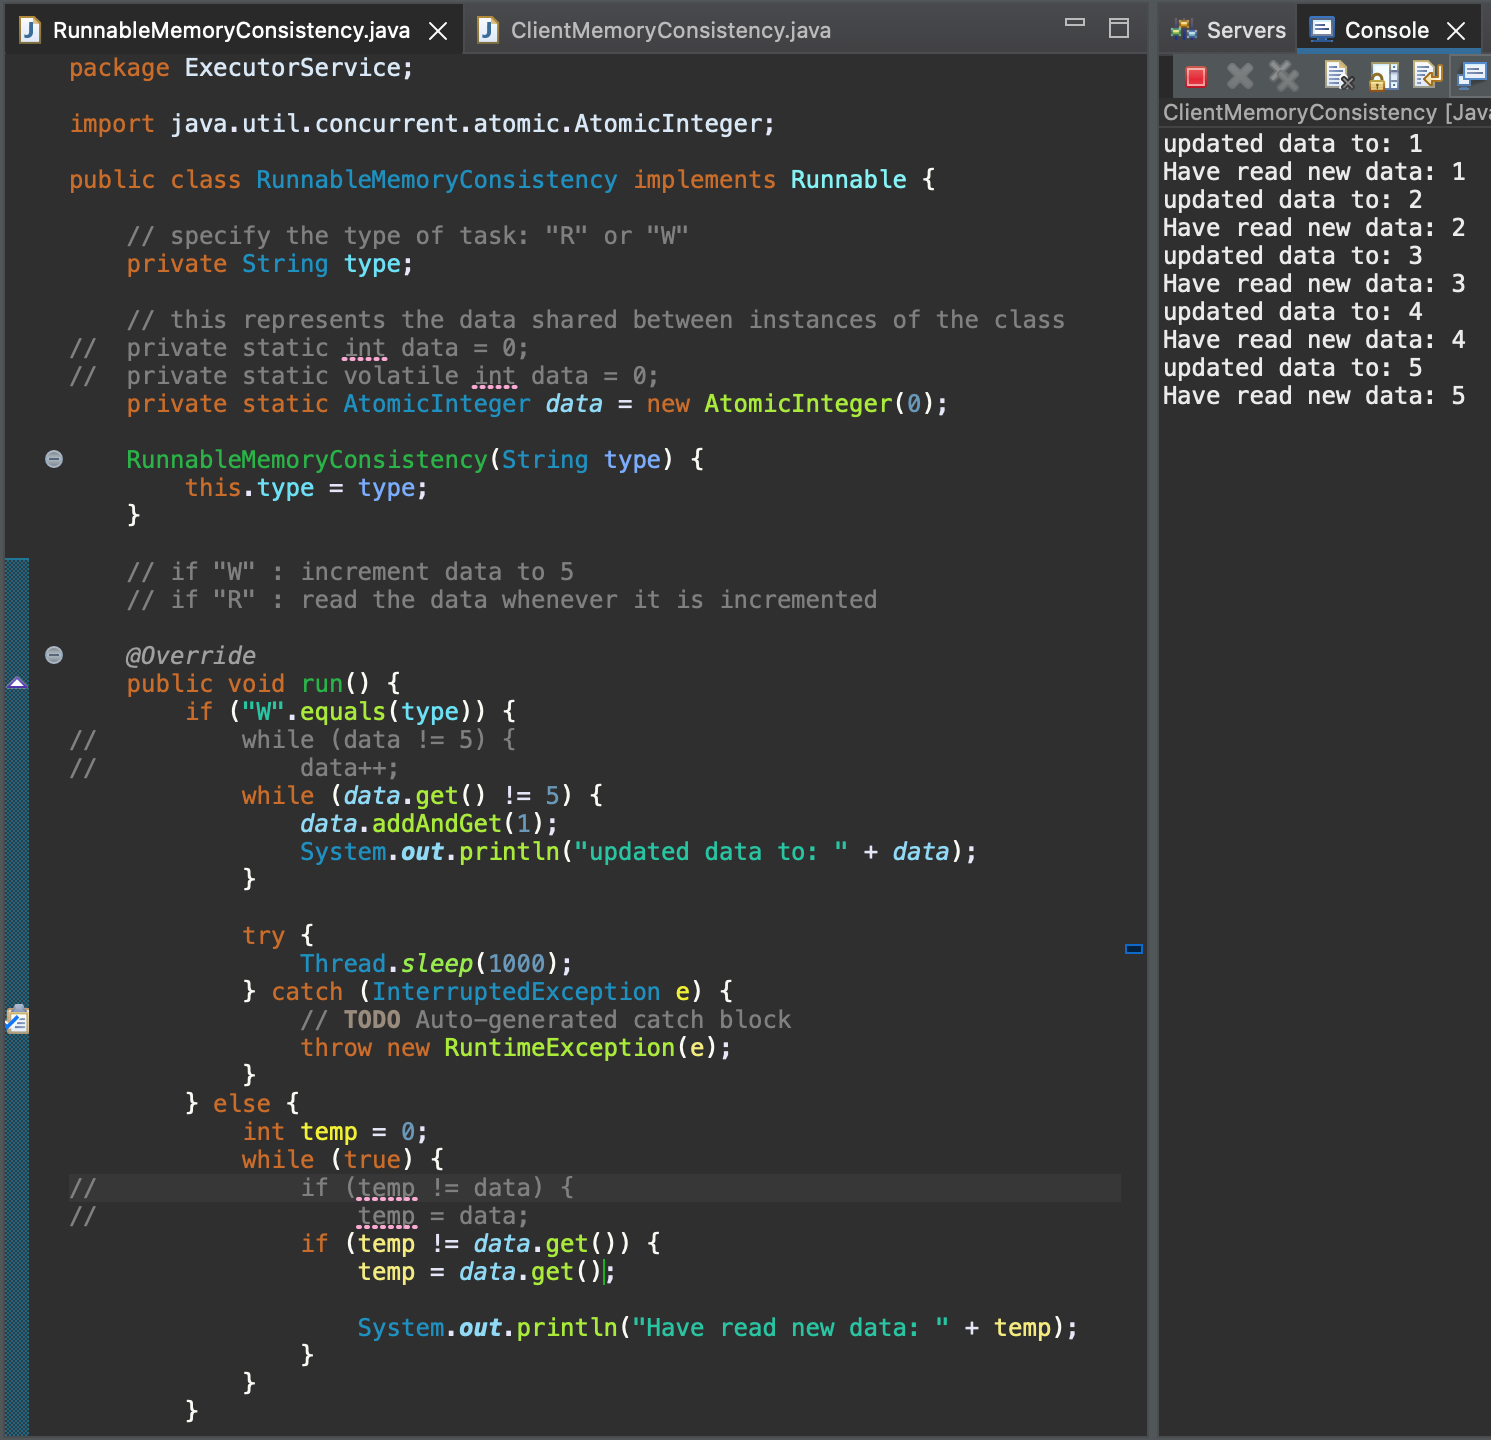 RunnableMemoryConsistency.java
ClientMemoryConsistency.java
package ExecutorService;
import java.util.concurrent.atomic.AtomicInteger;
public class RunnableMemoryConsistency implements Runnable {
// specify the type of task: "R" or "W"
private String type;
// this represents the data shared between instances of the class
// private static int data = 0;
// private static volatile int data = 0;
private static AtomicInteger data = new AtomicInteger(0);
RunnableMemoryConsistency(String type) {
this.type = type;
}
// if "W" : increment data to 5
// if "R" : read the data whenever it is incremented
@Override
public void run() {
if ("W".equals(type)) {
// while (data != 5) {
// data++;
while (data.get() != 5) {
data.addAndGet(1);
System.out.println("updated data to: " + data);
}
try {
Thread.sleep(1000);
} catch (InterruptedException e) {
// TODO Auto-generated catch block
throw new RuntimeException(e);
}
} else {
int temp = 0;
while (true) {
// if (temp != data) {
// temp = data;
if (temp != data.get()) {
temp = data.get();
System.out.println("Have read new data: " + temp);
}
}
}
Servers
Console
ClientMemoryConsistency [Java
updated data to: 1
Have read new data: 1
updated data to: 2
Have read new data: 2
updated data to: 3
Have read new data: 3
updated data to: 4
Have read new data: 4
updated data to: 5
Have read new data: 5